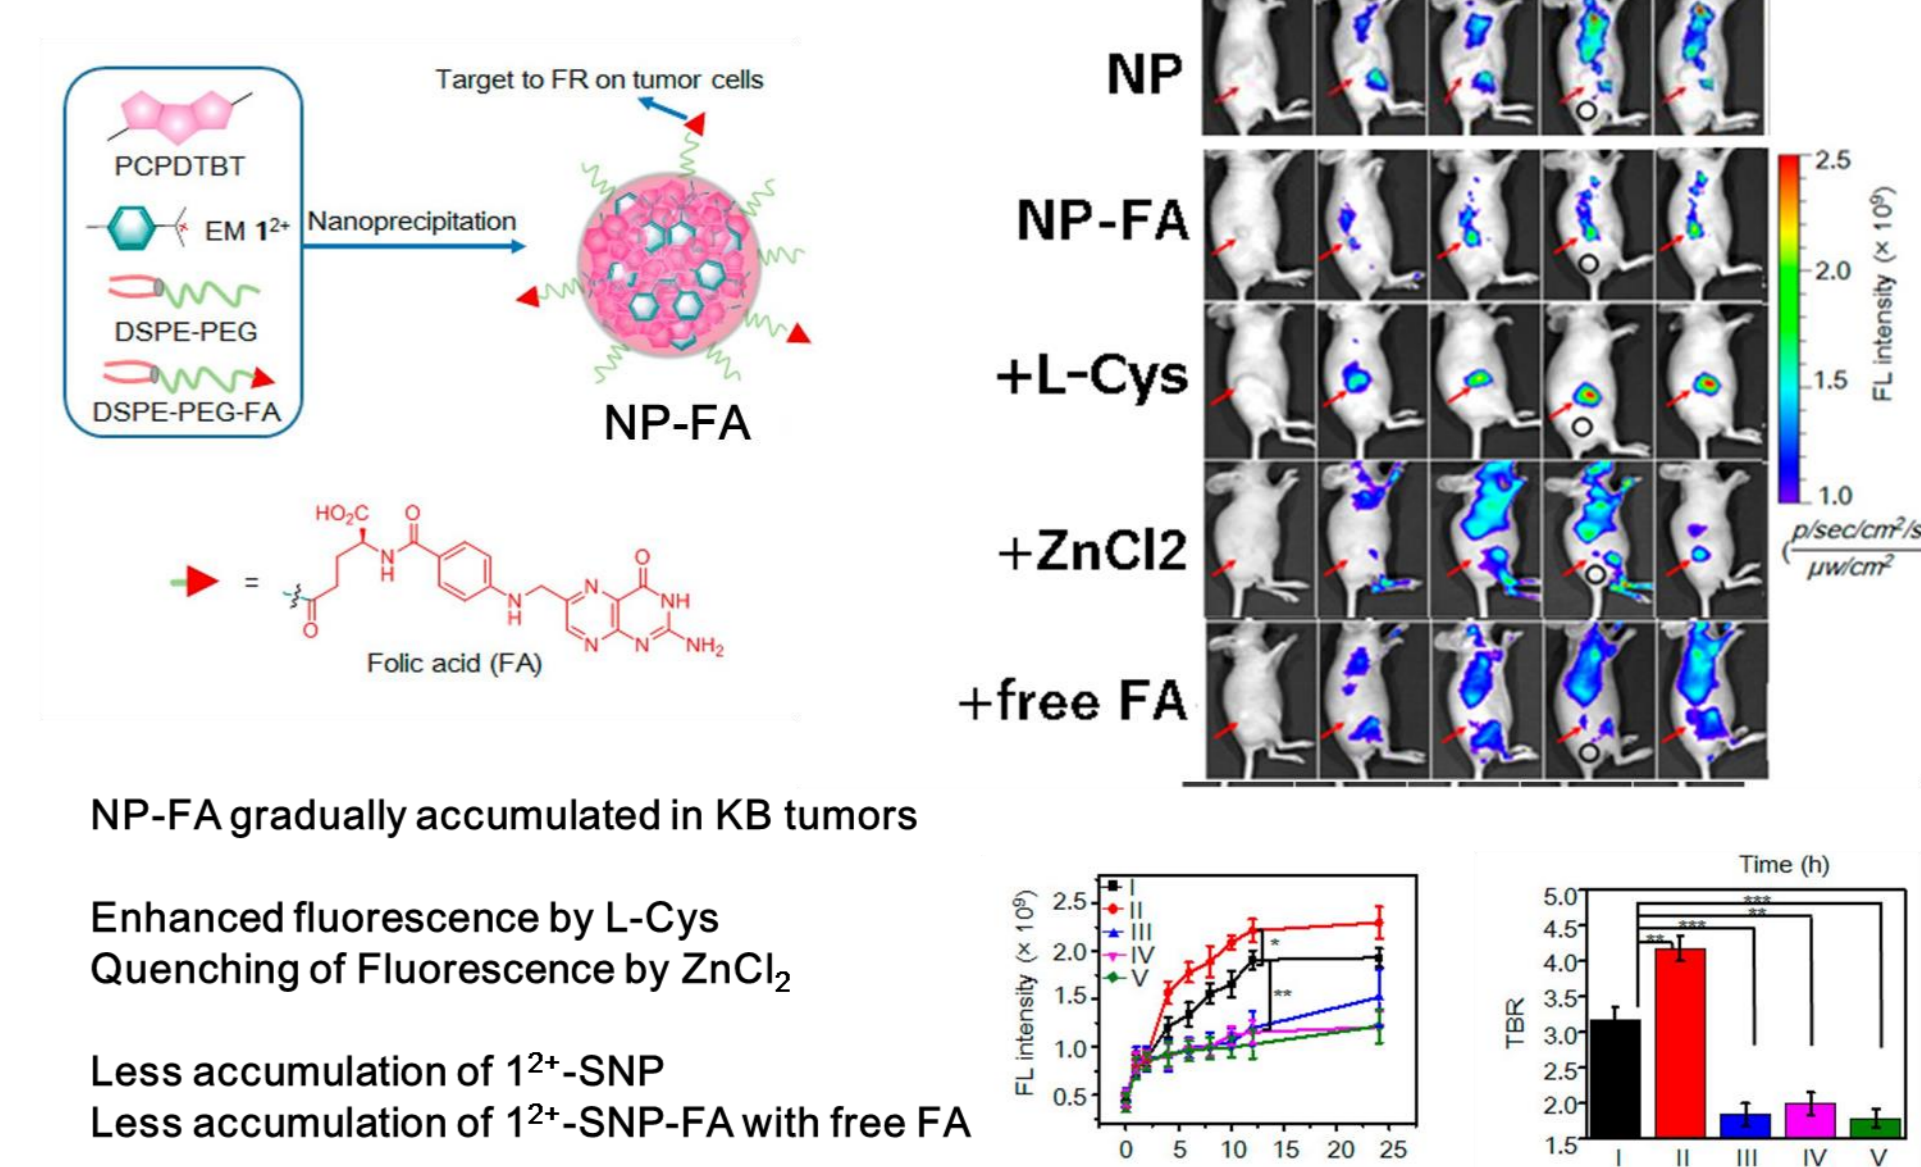 Target to FR on tumor cells
PCPDTBT
EM 1²⁺
Nanoprecipitation
DSPE-PEG
DSPE-PEG-FA
NP-FA
HO₂C
O
N
H
O
N
H
N
N
O
NH
N
NH₂
=
Folic acid (FA)
NP
NP-FA
+L-Cys
+ZnCl2
+free FA
2.5
2.0
1.5
1.0
FL intensity (× 10⁹)
(p/sec/cm²/s
μw/cm²
NP-FA gradually accumulated in KB tumors
Enhanced fluorescence by L-Cys
Quenching of Fluorescence by ZnCl₂
Less accumulation of 1²⁺-SNP
Less accumulation of 1²⁺-SNP-FA with free FA
FL intensity (× 10⁹)
2.5
2.0
1.5
1.0
0.5
I
II
III
IV
V
*
**
0 5 10 15 20 25
Time (h)
TBR
5.0
4.5
4.0
3.5
3.0
2.5
2.0
1.5
***
**
***
**
I II III IV V